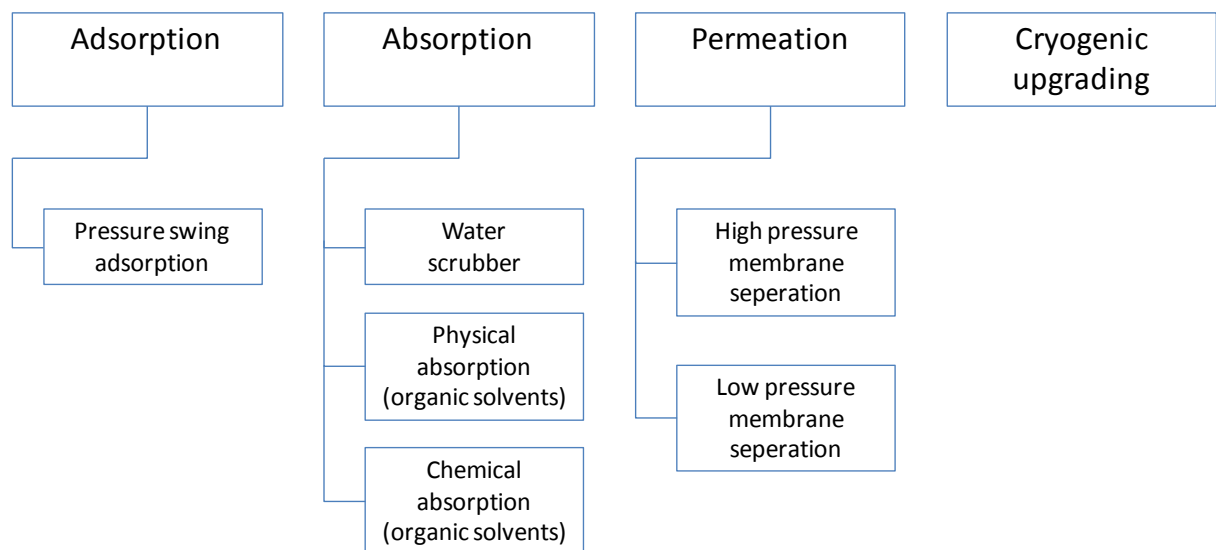 Adsorption
Pressure swing
adsorption
Absorption
Water
scrubber
Physical
absorption
(organic solvents)
Chemical
absorption
(organic solvents)
Permeation
High pressure
membrane
seperation
Low pressure
membrane
seperation
Cryogenic
upgrading